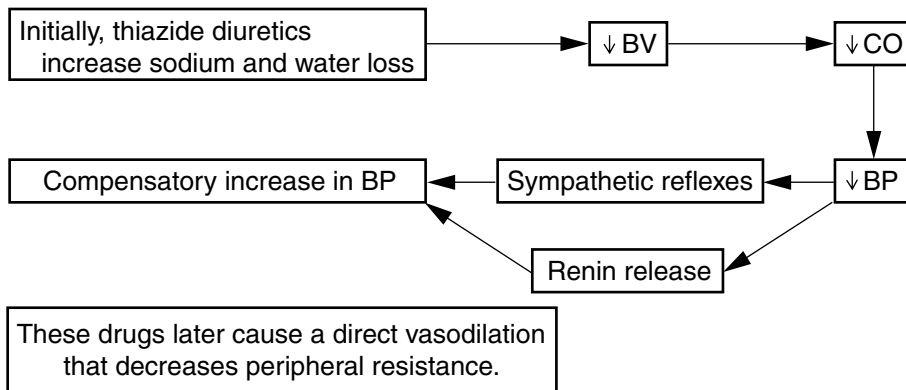 Initially, thiazide diuretics
increase sodium and water loss
↓ BV
↓ CO
Compensatory increase in BP
Sympathetic reflexes
↓ BP
Renin release
These drugs later cause a direct vasodilation
that decreases peripheral resistance.